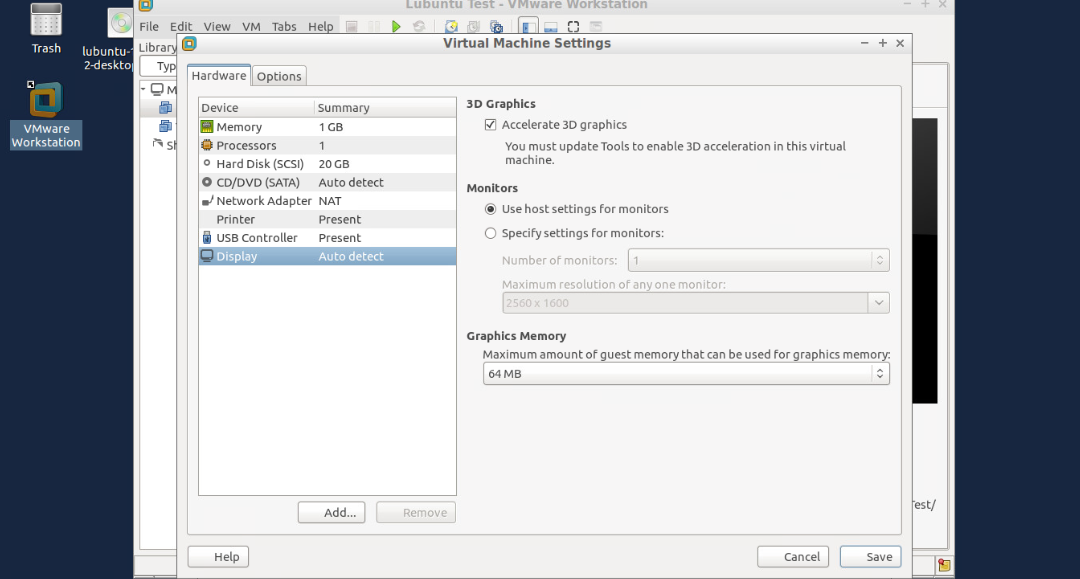 Lubuntu Test - VMware Workstation
File Edit View VM Tabs Help
Trash
2-desktop
VMware
Workstation
Library
Virtual Machine Settings
Hardware Options
Device Summary
Memory 1 GB
Processors 1
Hard Disk (SCSI) 20 GB
CD/DVD (SATA) Auto detect
Network Adapter NAT
Printer Present
USB Controller Present
Display Auto detect
Add... Remove
3D Graphics
Accelerate 3D graphics
You must update Tools to enable 3D acceleration in this virtual
machine.
Monitors
Use host settings for monitors
Specify settings for monitors:
Number of monitors: 1
Maximum resolution of any one monitor:
2560 x 1600
Graphics Memory
Maximum amount of guest memory that can be used for graphics memory:
64 MB
Test/
Help Cancel Save